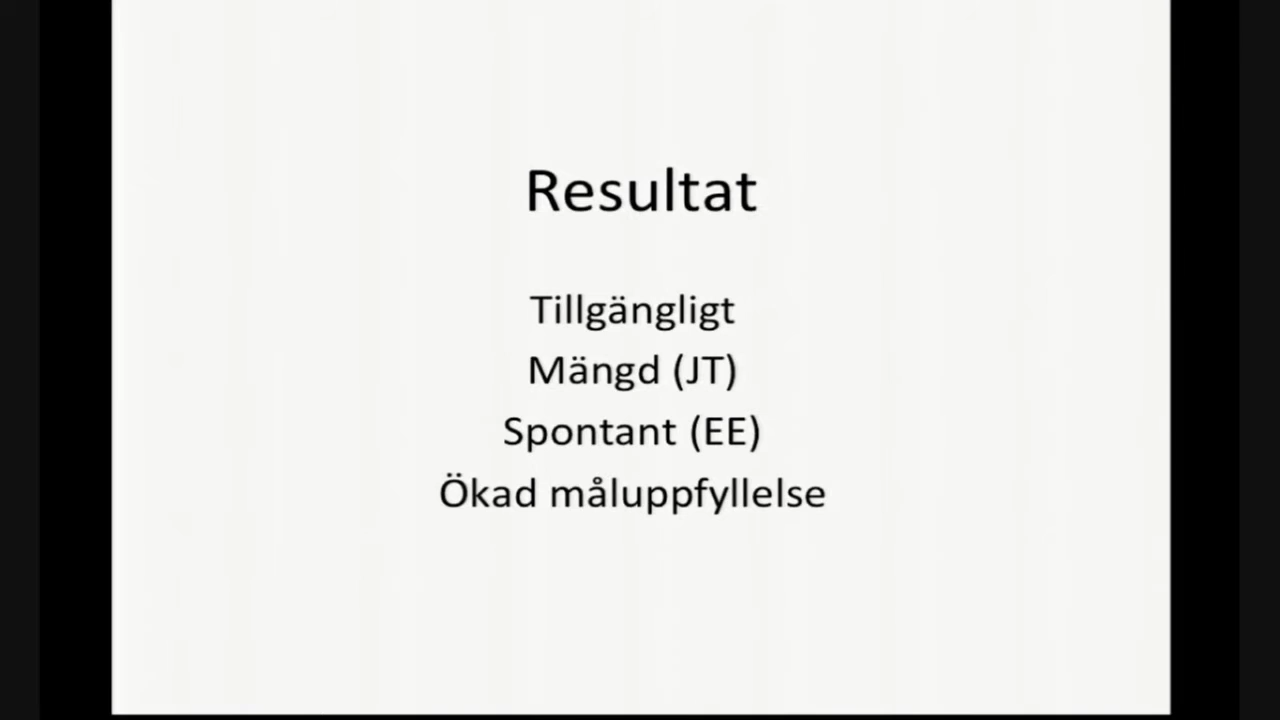 Resultat
Tillgängligt
Mängd (JT)
Spontant (EE)
Ökad måluppfyllelse